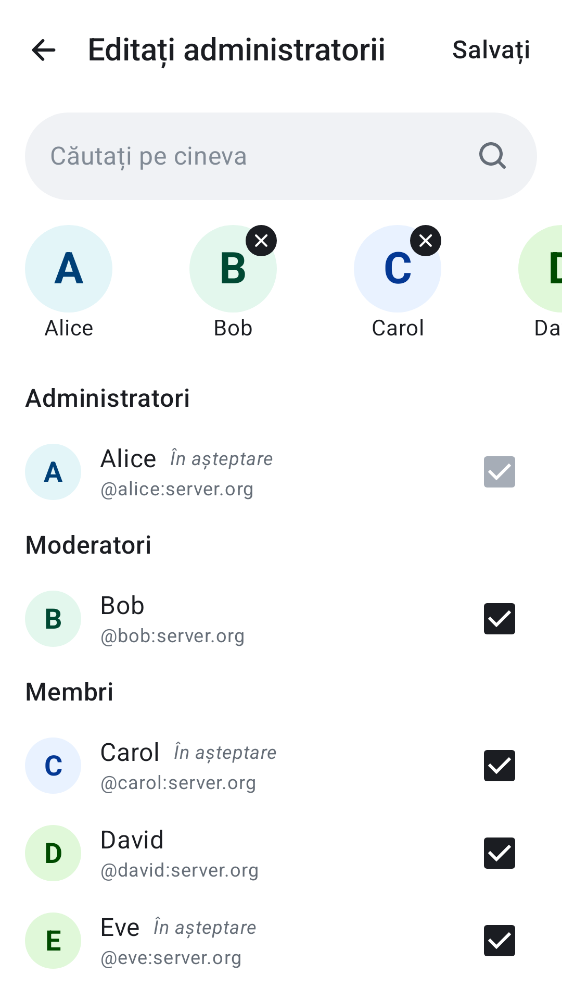 Editați administratorii
Salvați
Căutați pe cineva
A
B
C
D
Alice
Bob
Carol
Da
Administratori
A
Alice În așteptare
@alice:server.org
Moderatori
B
Bob
@bob:server.org
Membri
C
Carol În așteptare
@carol:server.org
D
David
@david:server.org
E
Eve În așteptare
@eve:server.org